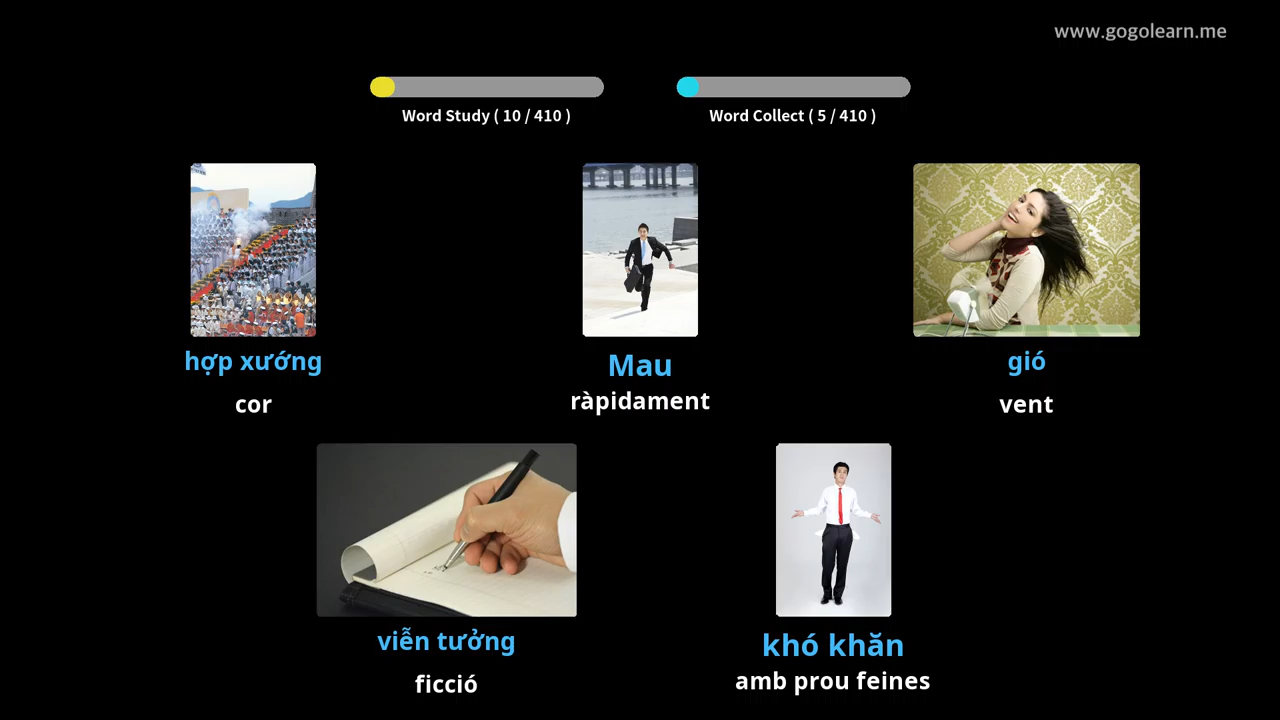 www.gogolearn.me
Word Study ( 10 / 410 )
Word Collect ( 5 / 410 )
hợp xướng
cor
Mau
ràpidament
gió
vent
viễn tưởng
ficció
khó khăn
amb prou feines